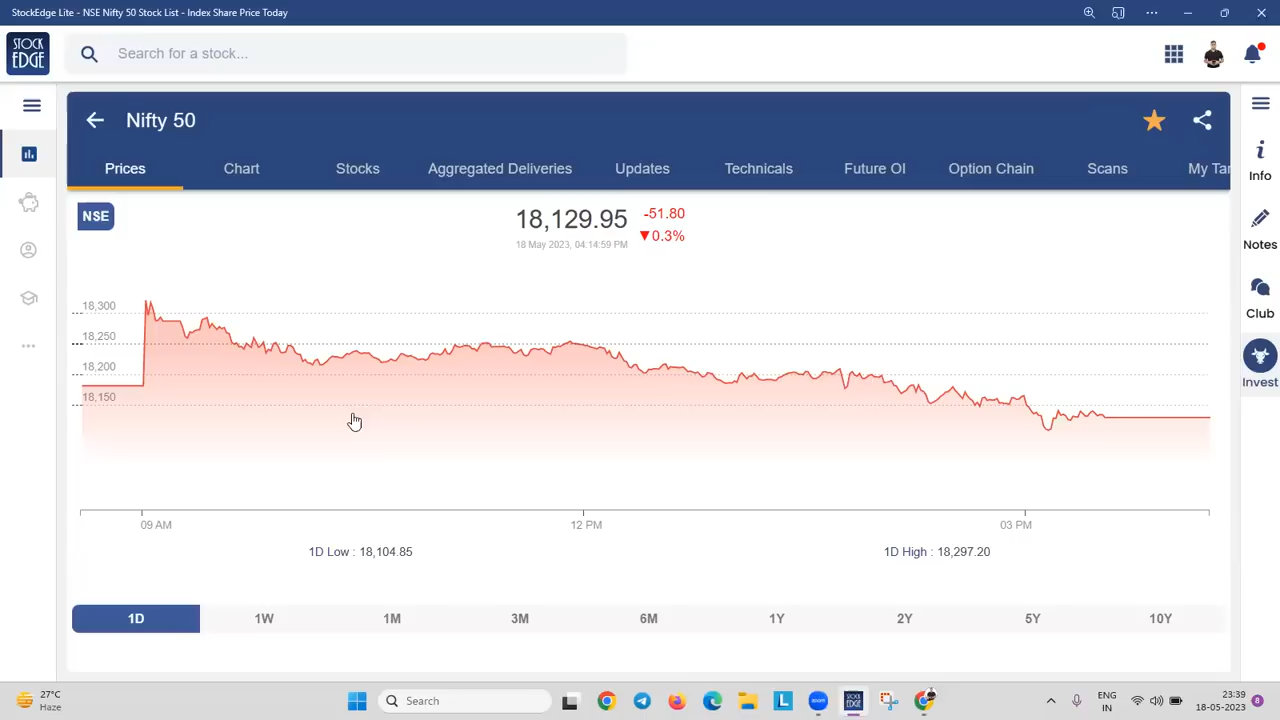 StockEdge Lite - NSE Nifty 50 Stock List - Index Share Price Today
STOCK
EDGE
Search for a stock...
Nifty 50
Prices Chart Stocks Aggregated Deliveries Updates Technicals Future OI Option Chain Scans My Tar
NSE
18,129.95 -51.80
▼0.3%
18 May 2023, 04:14:59 PM
18,300
18,250
18,200
18,150
09 AM 12 PM 03 PM
1D Low : 18,104.85 1D High : 18,297.20
1D 1W 1M 3M 6M 1Y 2Y 5Y 10Y
Info
Notes
Club
Invest
27°C
Haze
Search
L
zoom
STOCK
EDGE
ENG
IN
23:39
18-05-2023
8